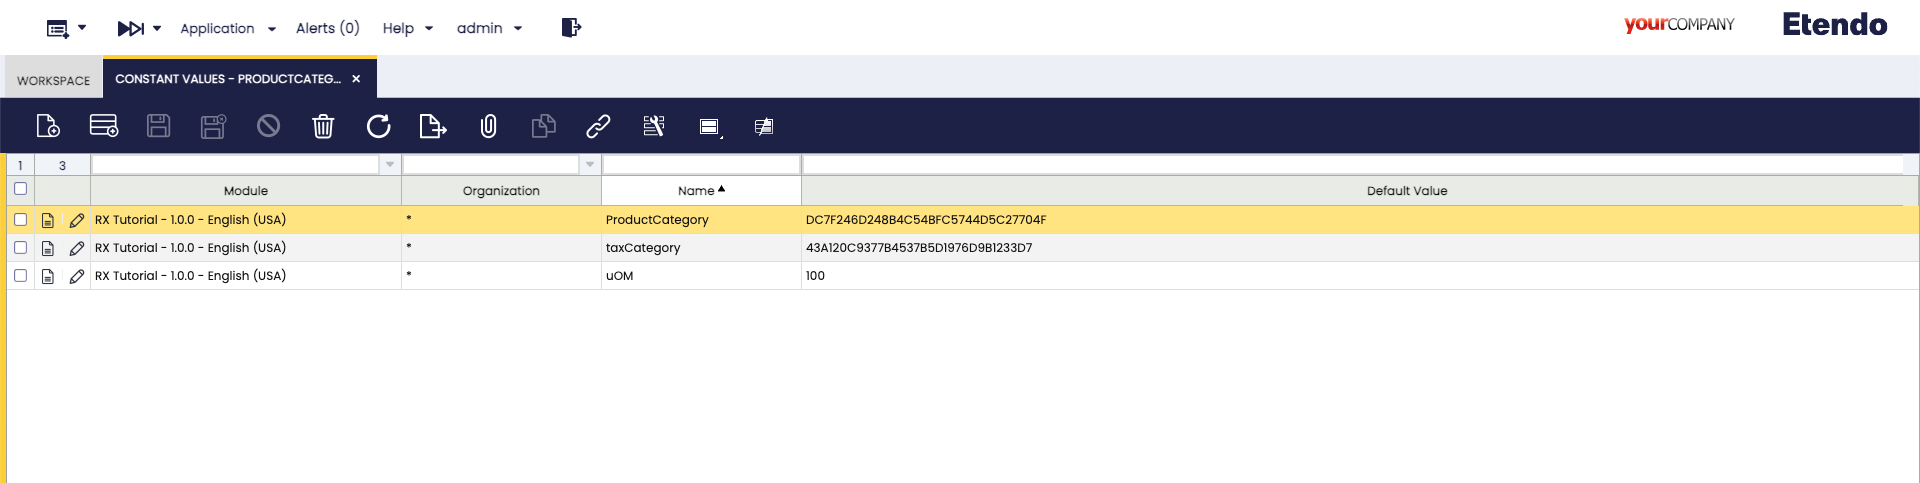 Application Alerts (0) Help admin yourCOMPANY Etendo
WORKSPACE CONSTANT VALUES - PRODUCTCATEG... ×
1 3
Module Organization Name Default Value
RX Tutorial - 1.0.0 - English (USA) * ProductCategory DC7F246D248B4C54BFC5744D5C27704F
RX Tutorial - 1.0.0 - English (USA) * taxCategory 43A120C9377B4537B5D1976D9B1233D7
RX Tutorial - 1.0.0 - English (USA) * uOM 100